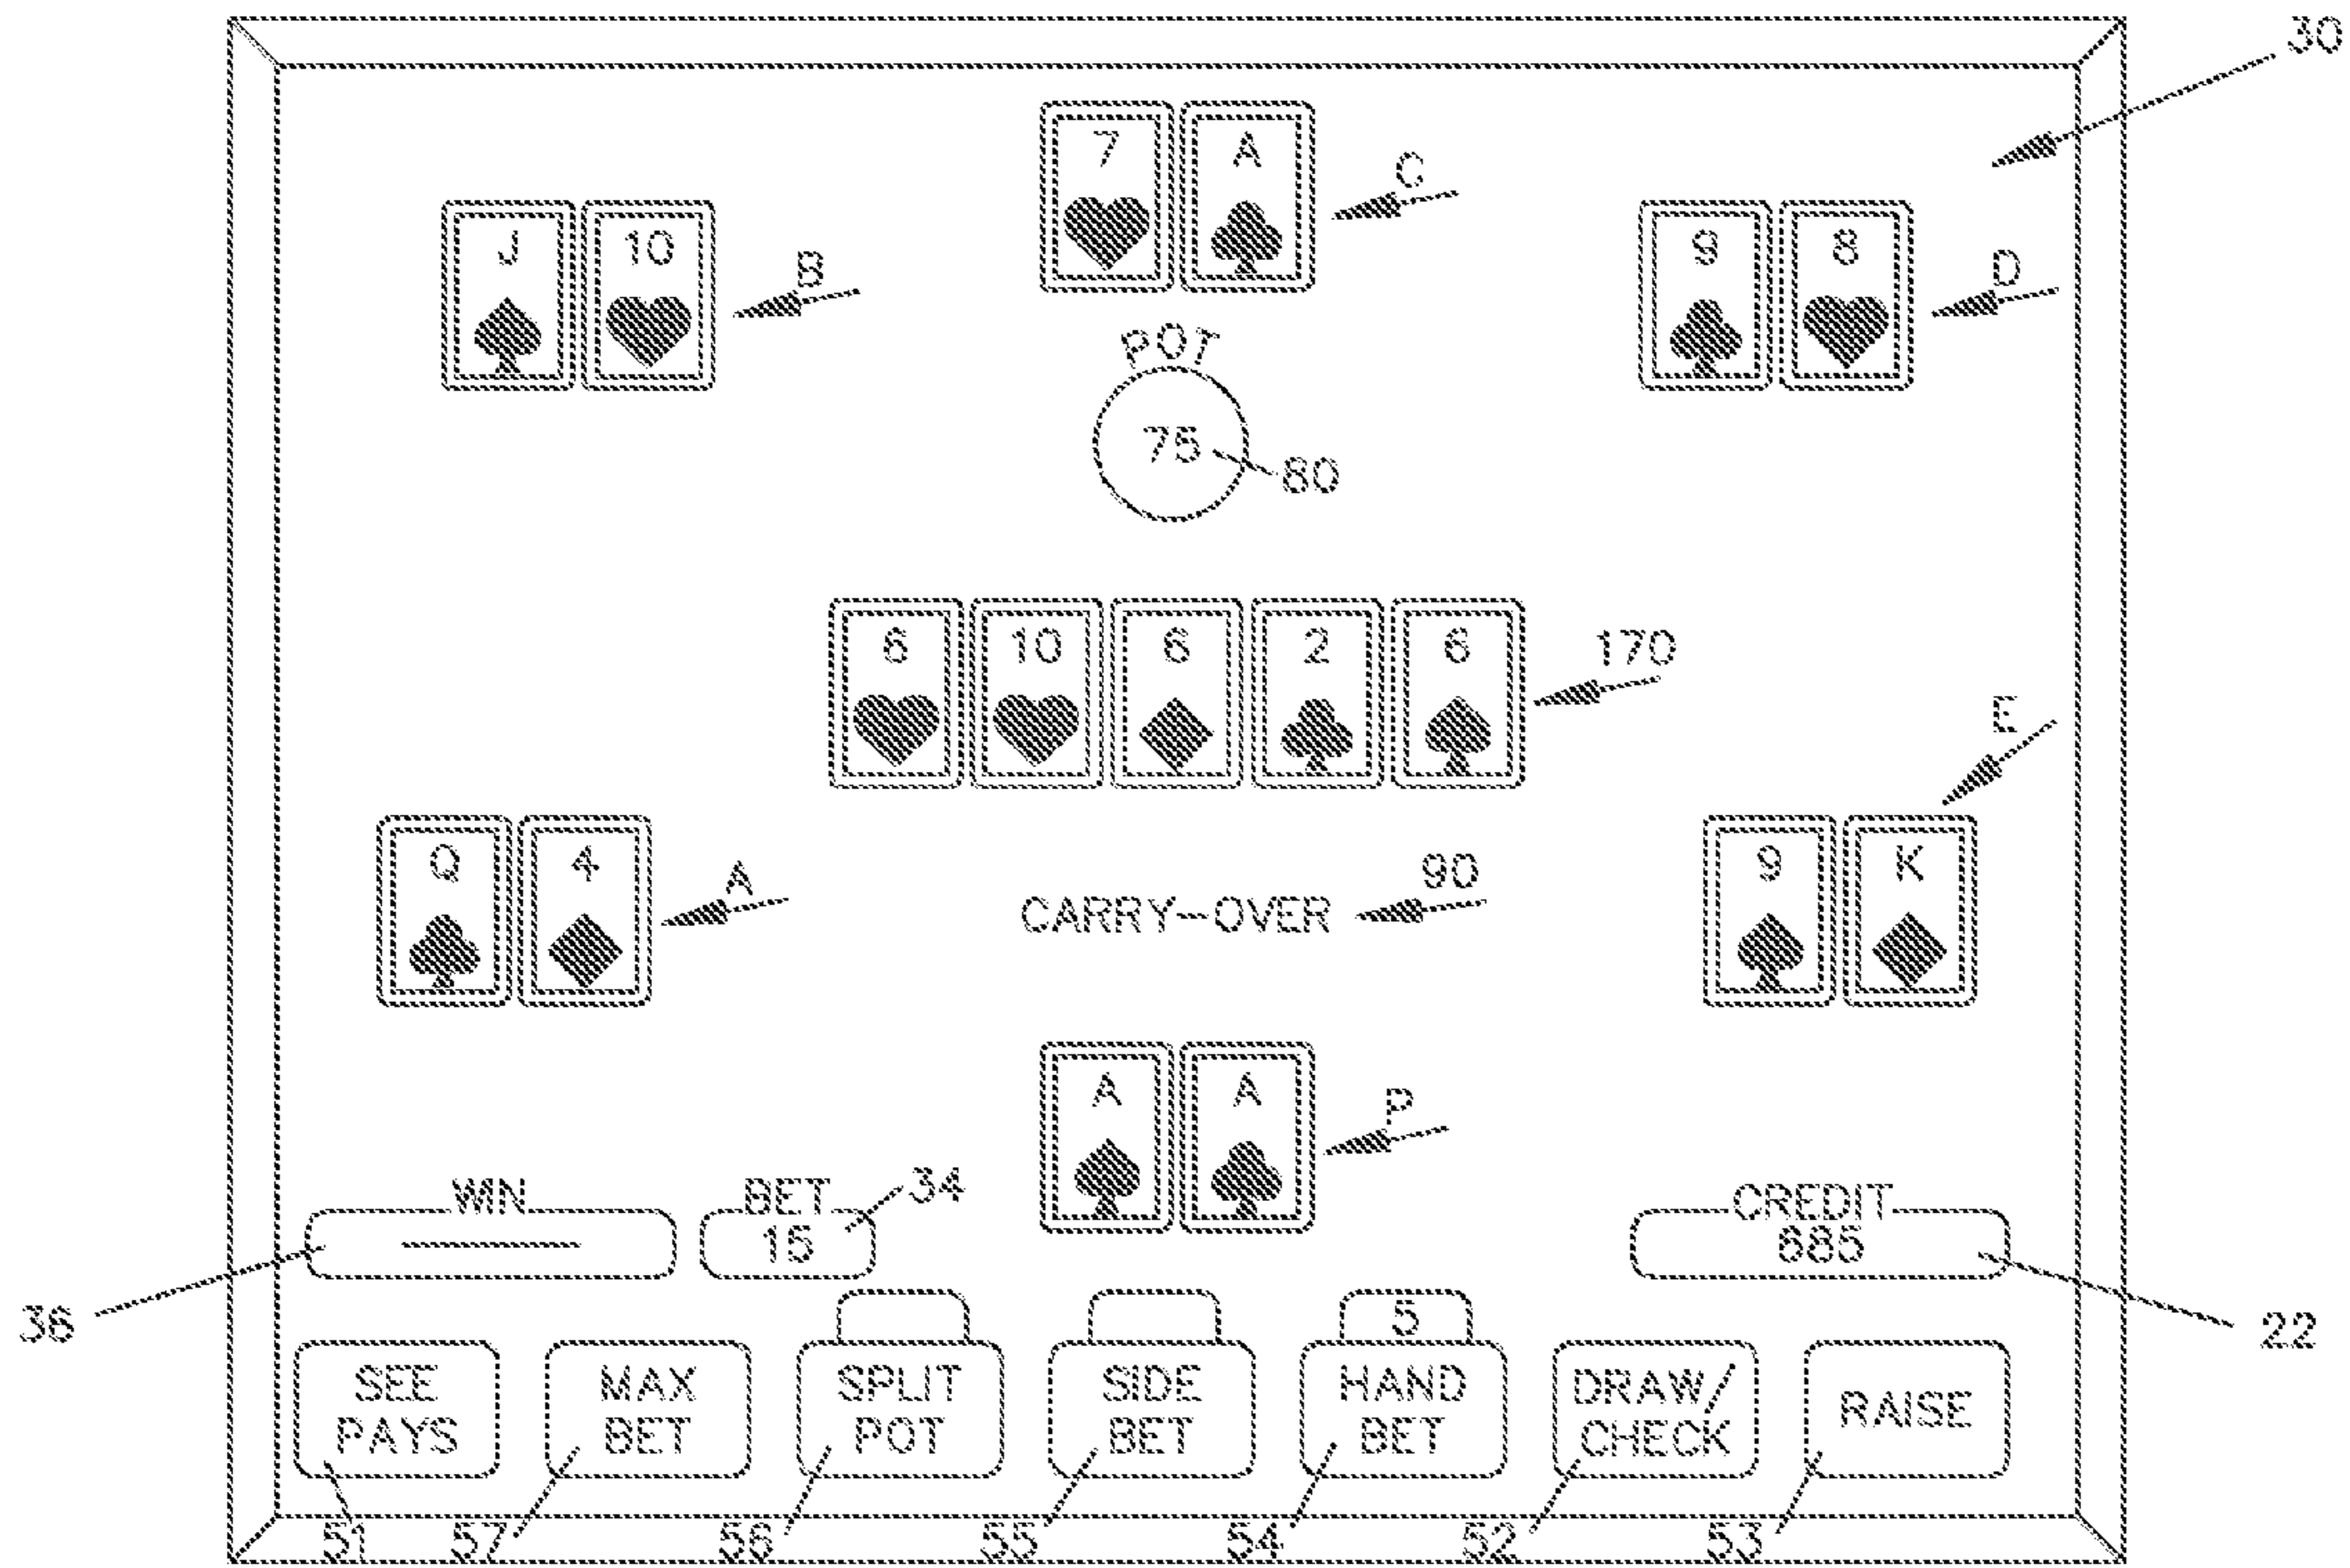 30
7 A
C
J 10
B
9 8
D
POT
75
80
6 10 6 2 6
170
E
Q 4
A
9 K
90
CARRY-OVER
A A
P
WIN
BET
34
CREDIT
15
685
36
22
5
SEE
PAYS
MAX
BET
SPLIT
POT
SIDE
BET
HAND
BET
DRAW/
CHECK
RAISE
51 57 56 55 54 52 53